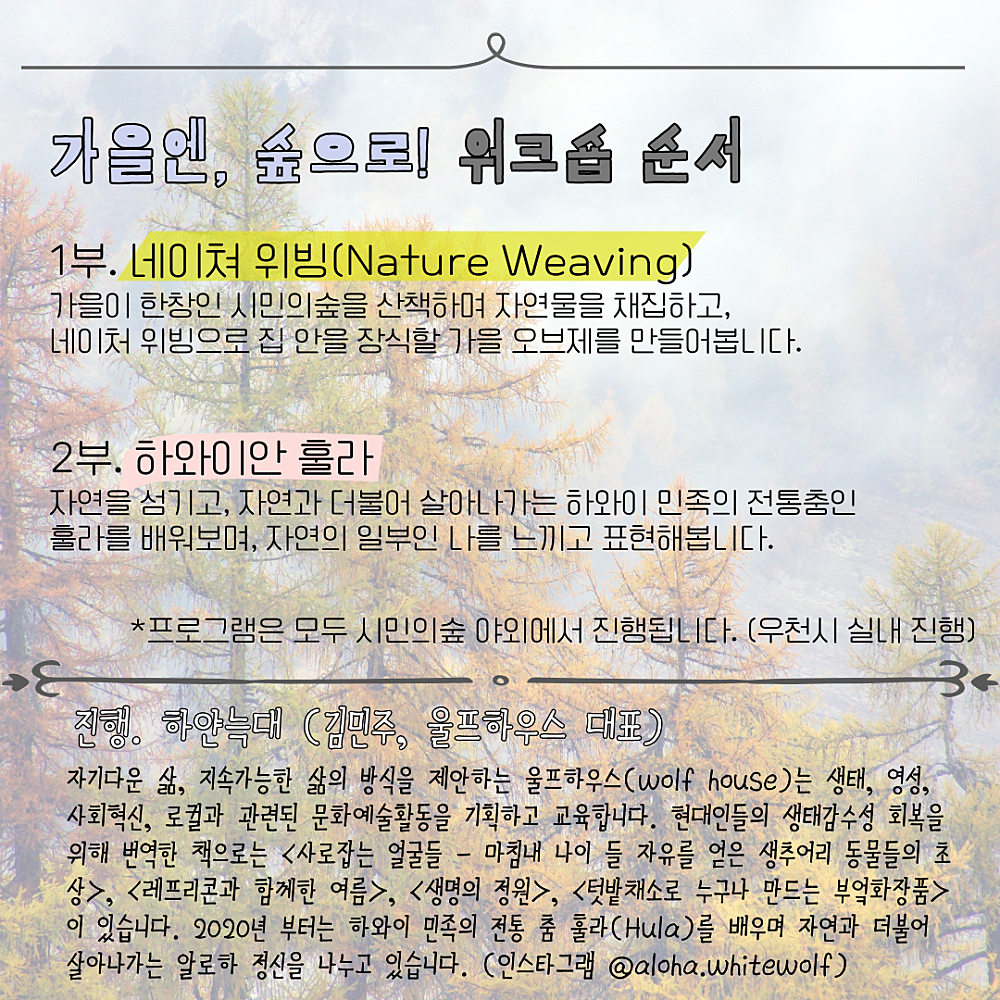 가을엔, 숲으로! 워크숍 순서
1부. 네이쳐 위빙(Nature Weaving)
가을이 한창인 시민의숲을 산책하며 자연물을 채집하고,
네이처 위빙으로 집 안을 장식할 가을 오브제를 만들어봅니다.
2부. 하와이안 훌라
자연을 섬기고, 자연과 더불어 살아나가는 하와이 민족의 전통춤인
훌라를 배워보며, 자연의 일부인 나를 느끼고 표현해봅니다.
*프로그램은 모두 시민의숲 야외에서 진행됩니다. (우천시 실내 진행)
진행. 하얀늑대 (김민주, 울프하우스 대표)
자기다운 삶, 지속가능한 삶의 방식을 제안하는 울프하우스(wolf house)는 생태, 영성,
사회혁신, 로컬과 관련된 문화예술활동을 기획하고 교육합니다. 현대인들의 생태감수성 회복을
위해 번역한 책으로는 <사로잡는 얼굴들 - 마침내 나이 들 자유를 얻은 생추어리 동물들의 초
상>, <레프리콘과 함께한 여름>, <생명의 정원>, <텃밭채소로 누구나 만드는 부엌화장품>
이 있습니다. 2020년 부터는 하와이 민족의 전통 춤 훌라(Hula)를 배우며 자연과 더불어
살아나가는 알로하 정신을 나누고 있습니다. (인스타그램 @aloha.whitewolf)